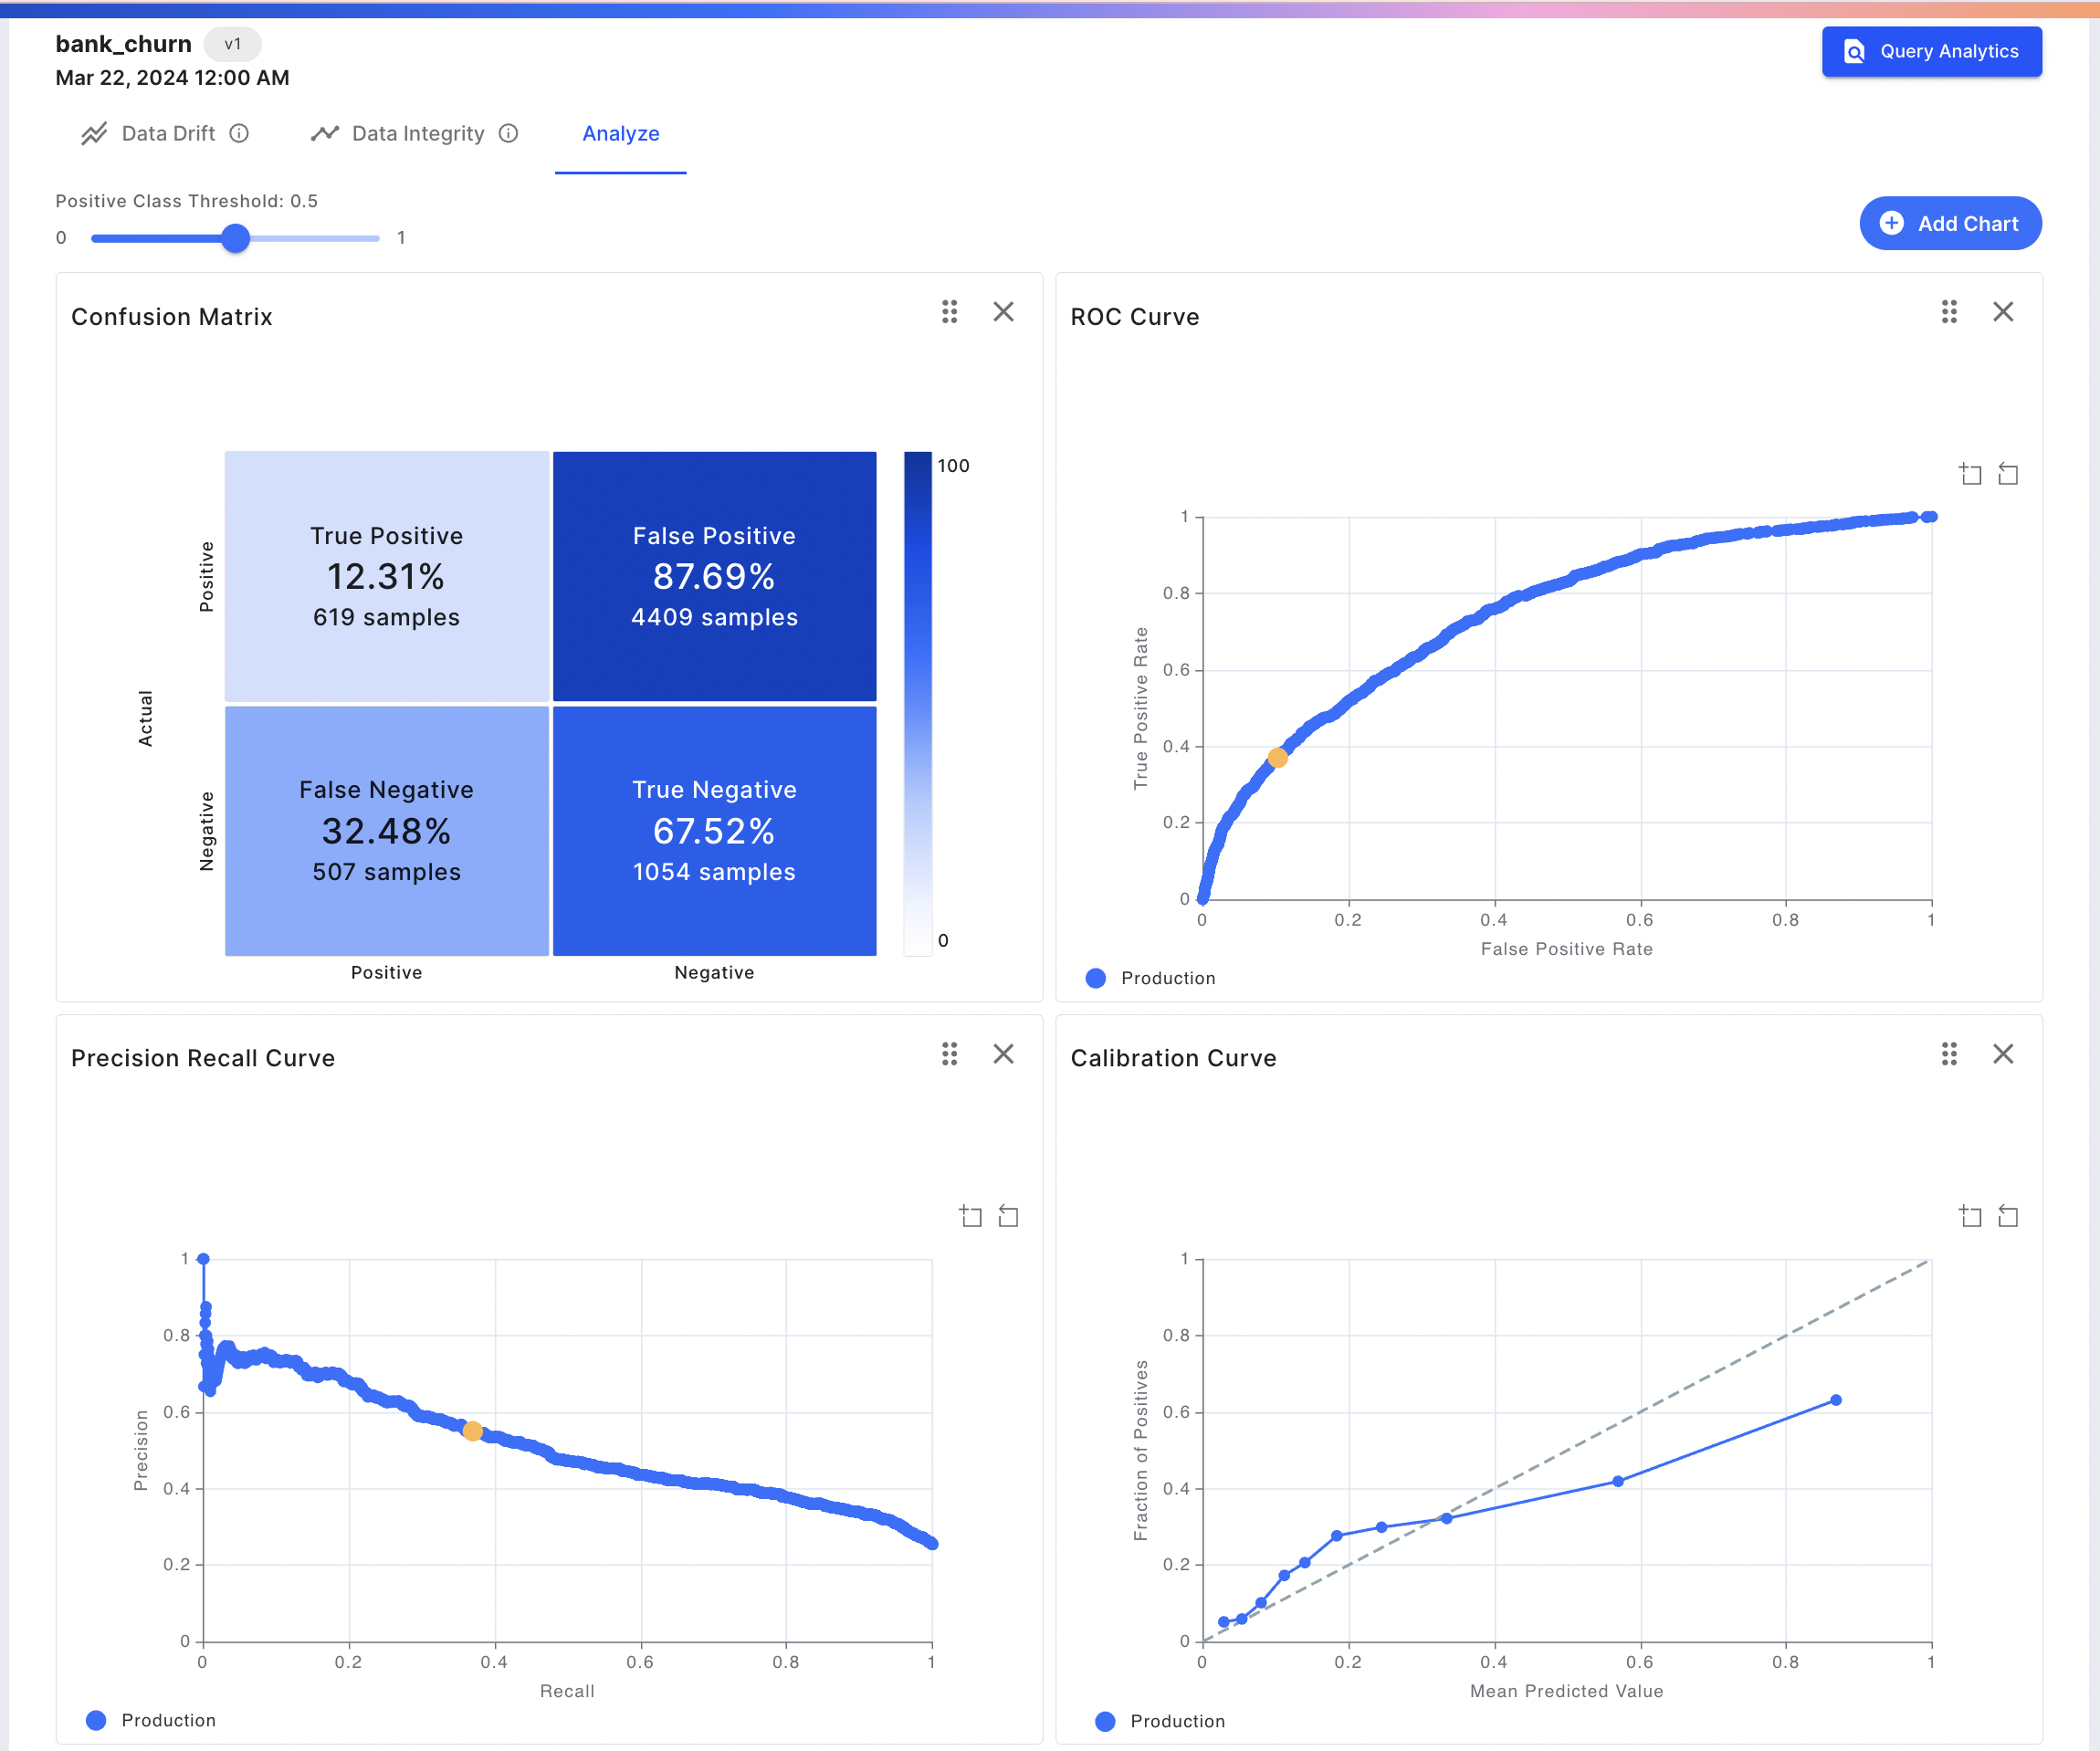 bank_churn v1
Mar 22, 2024 12:00 AM
Query Analytics
Data Drift
Data Integrity
Analyze
Positive Class Threshold: 0.5
0 1
Add Chart
Confusion Matrix
Actual
Positive
Negative
True Positive
12.31%
619 samples
False Positive
87.69%
4409 samples
False Negative
32.48%
507 samples
True Negative
67.52%
1054 samples
Positive
Negative
100
0
ROC Curve
True Positive Rate
1
0.8
0.6
0.4
0.2
0
0 0.2 0.4 0.6 0.8 1
False Positive Rate
Production
Precision Recall Curve
Precision
1
0.8
0.6
0.4
0.2
0
0 0.2 0.4 0.6 0.8 1
Recall
Production
Calibration Curve
Fraction of Positives
1
0.8
0.6
0.4
0.2
0
0 0.2 0.4 0.6 0.8 1
Mean Predicted Value
Production